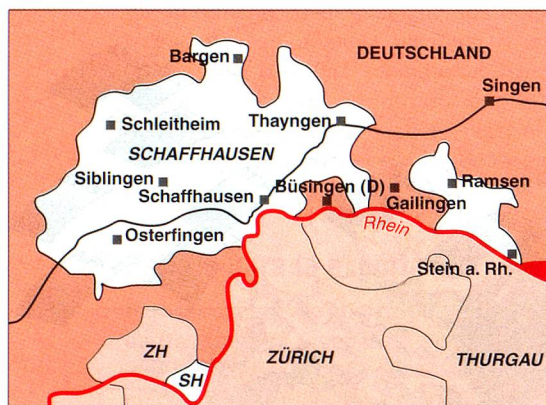 Bargen
DEUTSCHLAND
Singen
Schleitheim
Thayngen
SCHAFFHAUSEN
Siblingen
Büsingen (D)
Ramsen
Schaffhausen
Gailingen
Rhein
Osterfingen
Stein a. Rh.
ZH
ZÜRICH
THURGAU
SH